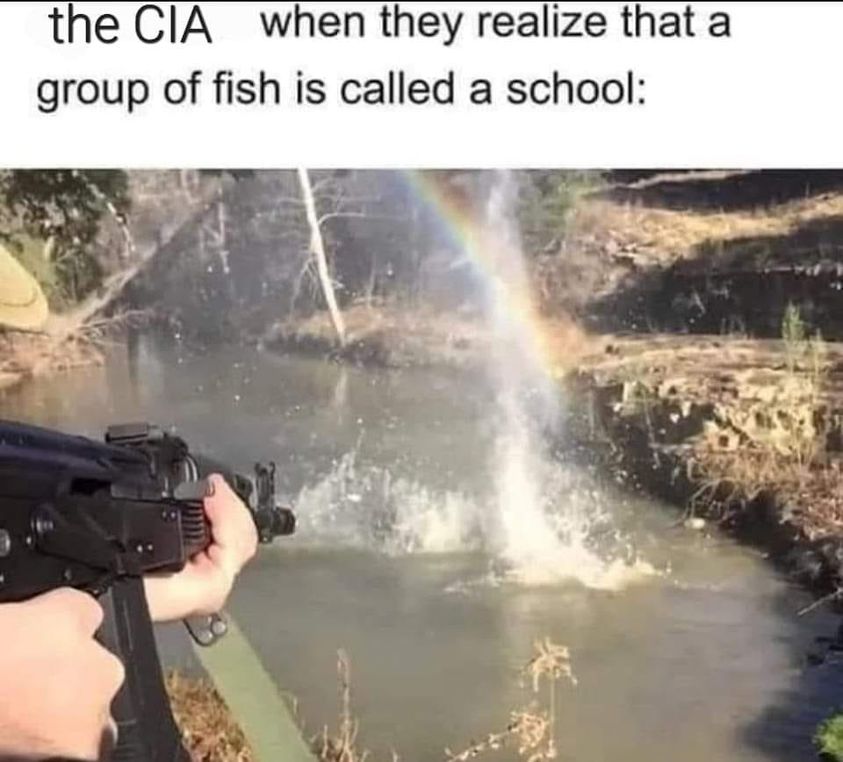 the CIA when they realize that a
group of fish is called a school: